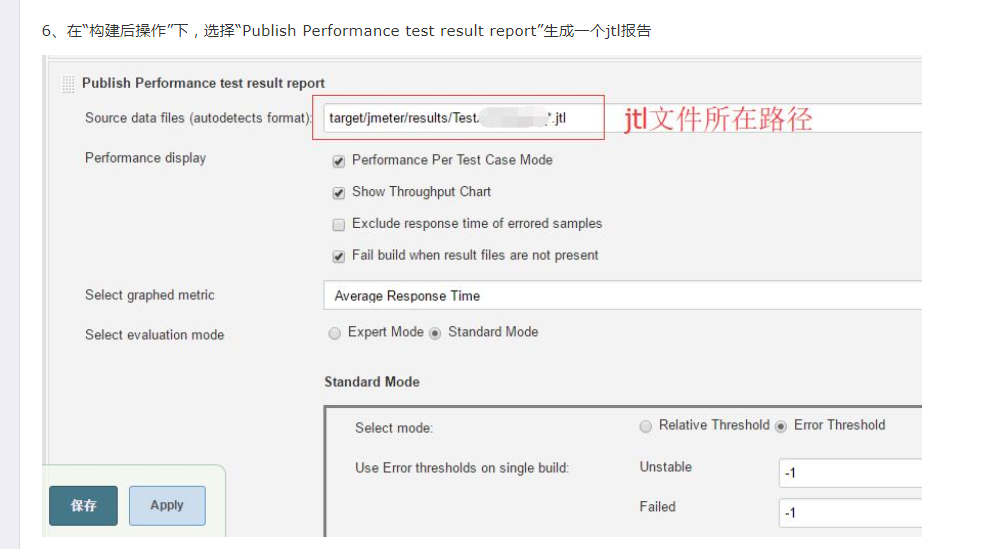 6、在“构建后操作”下，选择“Publish Performance test result report”生成一个jtl报告
Publish Performance test result report
Source data files (autodetects format): target/jmeter/results/Test. *.jtl jtl文件所在路径
Performance display
Performance Per Test Case Mode
Show Throughput Chart
Exclude response time of errored samples
Fail build when result files are not present
Select graphed metric Average Response Time
Select evaluation mode Expert Mode Standard Mode
Standard Mode
Select mode: Relative Threshold Error Threshold
Use Error thresholds on single build: Unstable -1
Failed -1
保存 Apply